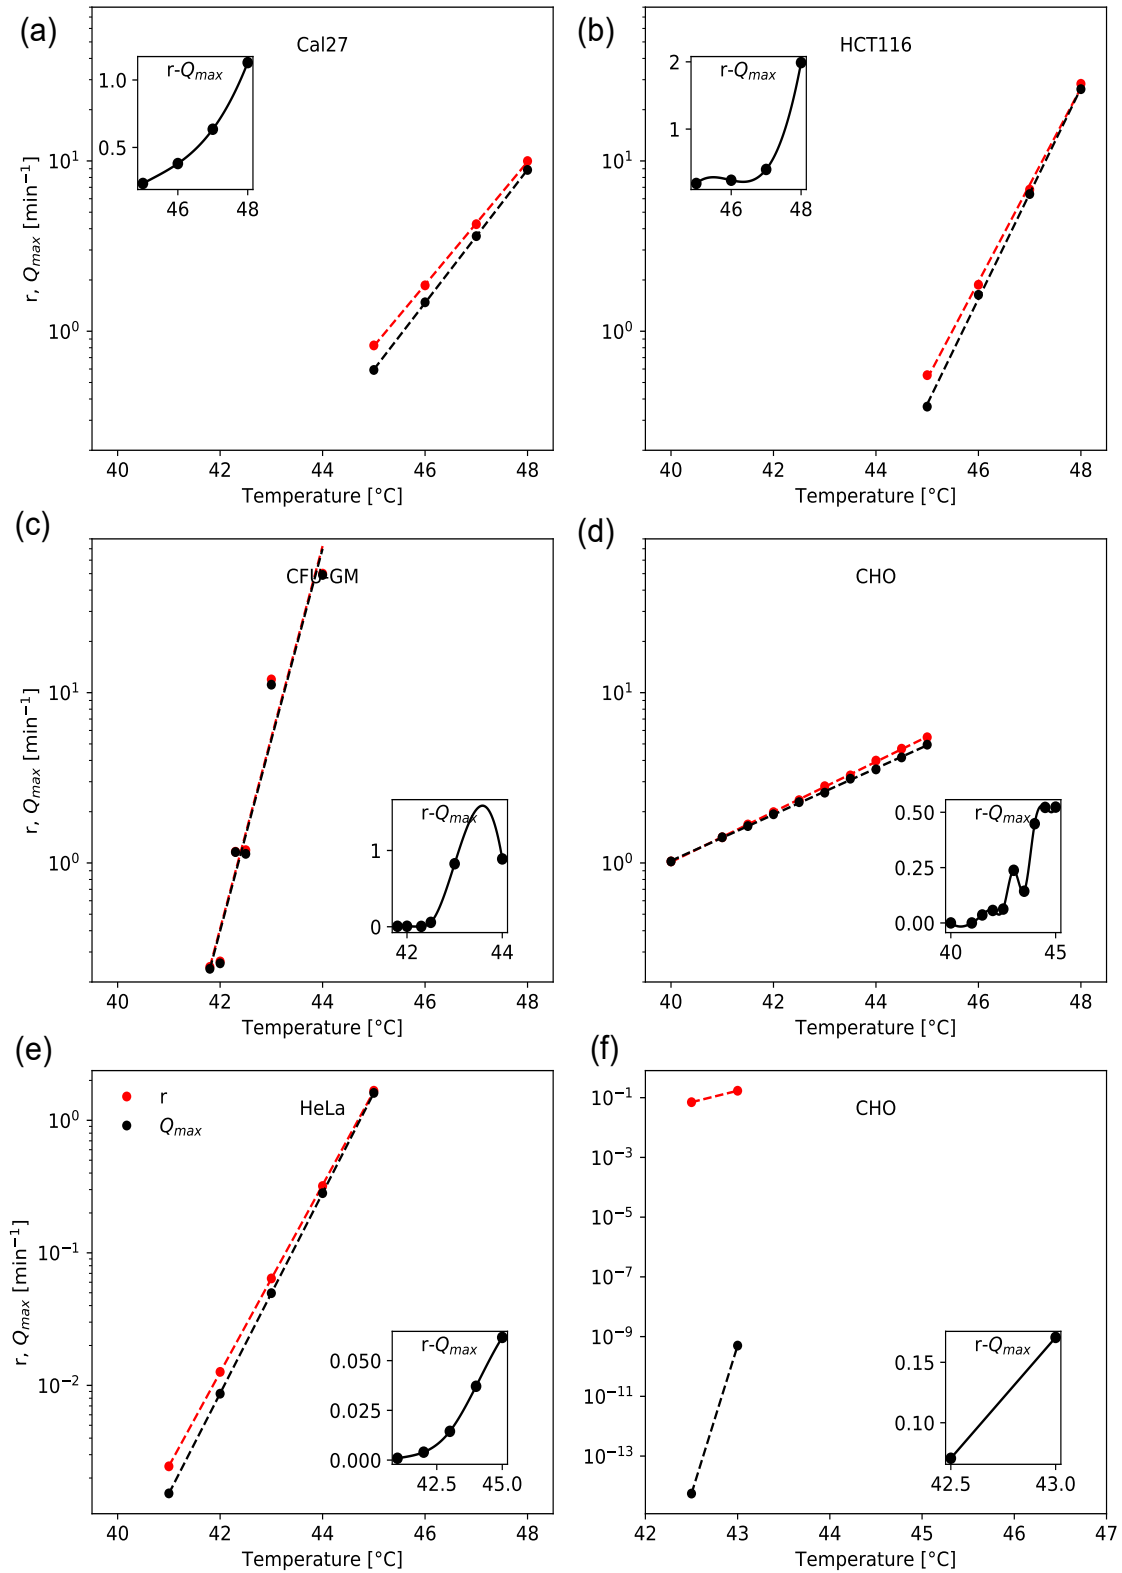 (a)
Cal27
r-Q_max
1.0
0.5
46 48
10^1
10^0
r, Q_max [min^−1]
40 42 44 46 48
Temperature [°C]
(b)
HCT116
r-Q_max
2
1
46 48
10^1
10^0
40 42 44 46 48
Temperature [°C]
(c)
CFU-GM
r-Q_max
1
0
42 44
10^1
10^0
r, Q_max [min^−1]
40 42 44 46 48
Temperature [°C]
(d)
CHO
r-Q_max
0.50
0.25
0.00
40 45
10^1
10^0
40 42 44 46 48
Temperature [°C]
(e)
r
Q_max
HeLa
r-Q_max
0.050
0.025
0.000
42.5 45.0
10^0
10^−1
10^−2
r, Q_max [min^−1]
40 42 44 46 48
Temperature [°C]
(f)
CHO
r-Q_max
0.15
0.10
42.5 43.0
10^−1
10^−3
10^−5
10^−7
10^−9
10^−11
10^−13
42 43 44 45 46 47
Temperature [°C]